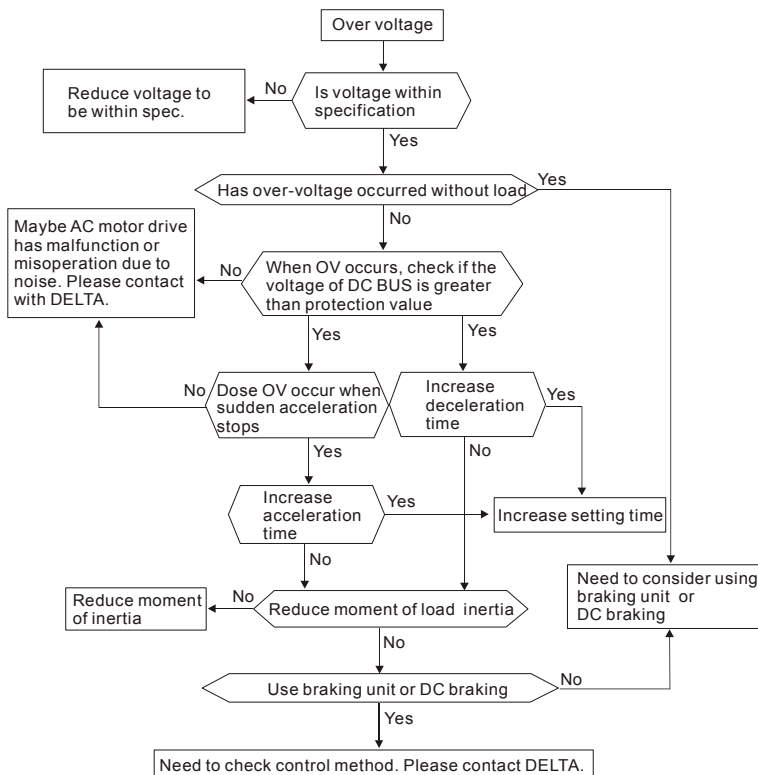 Over voltage
Reduce voltage to
be within spec.
No
Is voltage within
specification
Yes
Has over-voltage occurred without load
Yes
No
Maybe AC motor drive
has malfunction or
misoperation due to
noise. Please contact
with DELTA.
No
When OV occurs, check if the
voltage of DC BUS is greater
than protection value
Yes
Yes
No
Dose OV occur when
sudden acceleration
stops
Increase
deceleration
time
Yes
Yes
No
Increase
acceleration
time
Yes
Increase setting time
No
Reduce moment
of inertia
No
Reduce moment of load inertia
Need to consider using
braking unit or
DC braking
No
Use braking unit or DC braking
No
Yes
Need to check control method. Please contact DELTA.